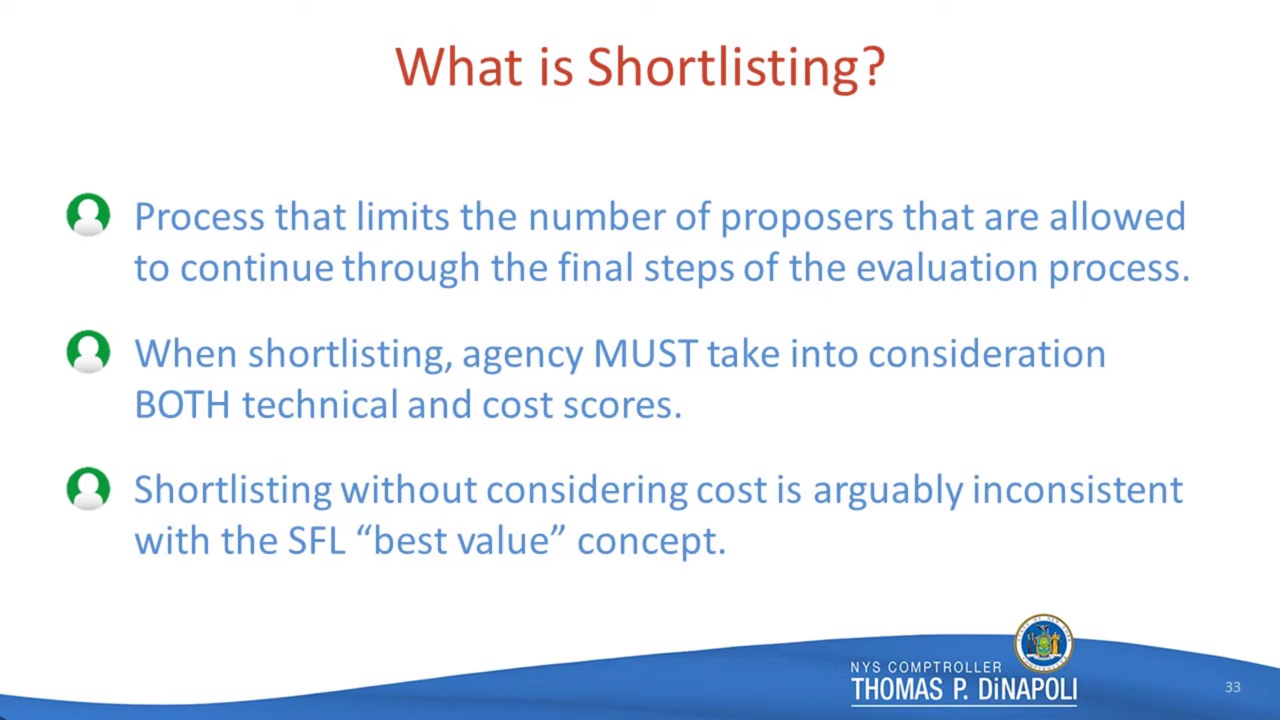 What is Shortlisting?
Process that limits the number of proposers that are allowed
to continue through the final steps of the evaluation process.
When shortlisting, agency MUST take into consideration
BOTH technical and cost scores.
Shortlisting without considering cost is arguably inconsistent
with the SFL “best value” concept.
NYS COMPTROLLER
THOMAS P. DiNAPOLI
33